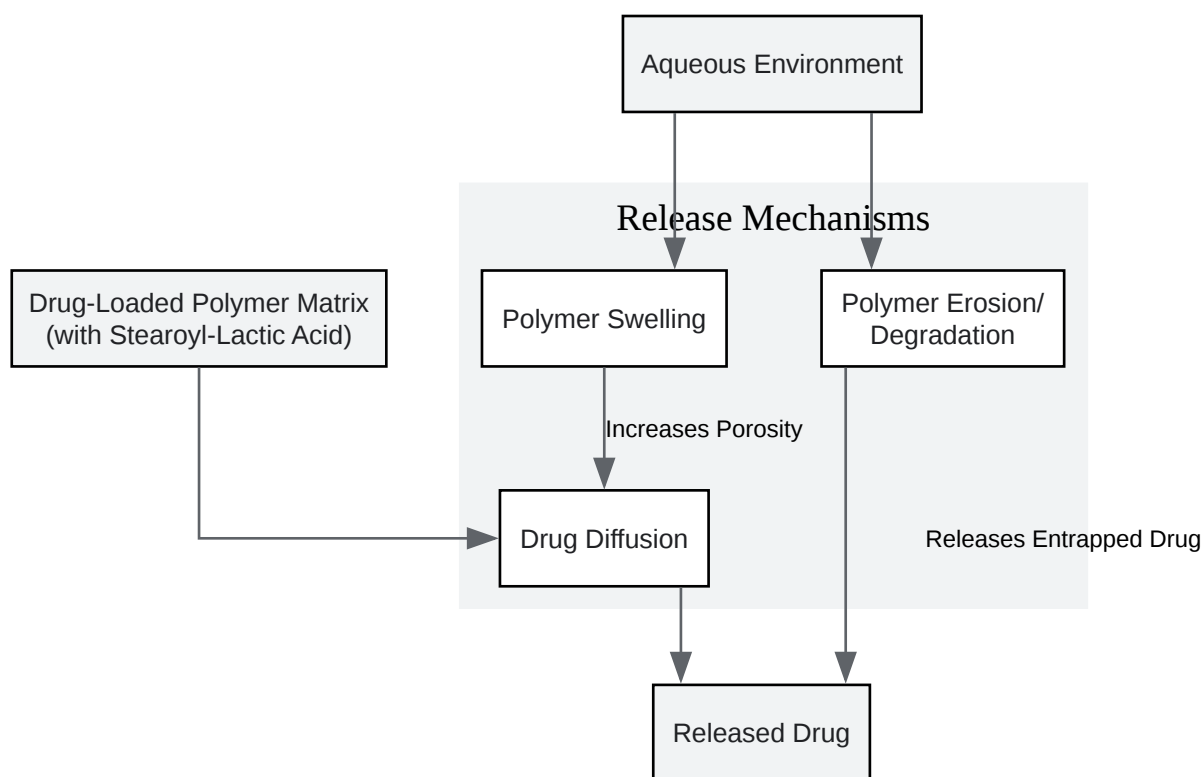 Aqueous Environment
Release Mechanisms
Drug-Loaded Polymer Matrix
(with Stearoyl-Lactic Acid)
Polymer Swelling
Polymer Erosion/
Degradation
Increases Porosity
Drug Diffusion
Releases Entrapped Drug
Released Drug